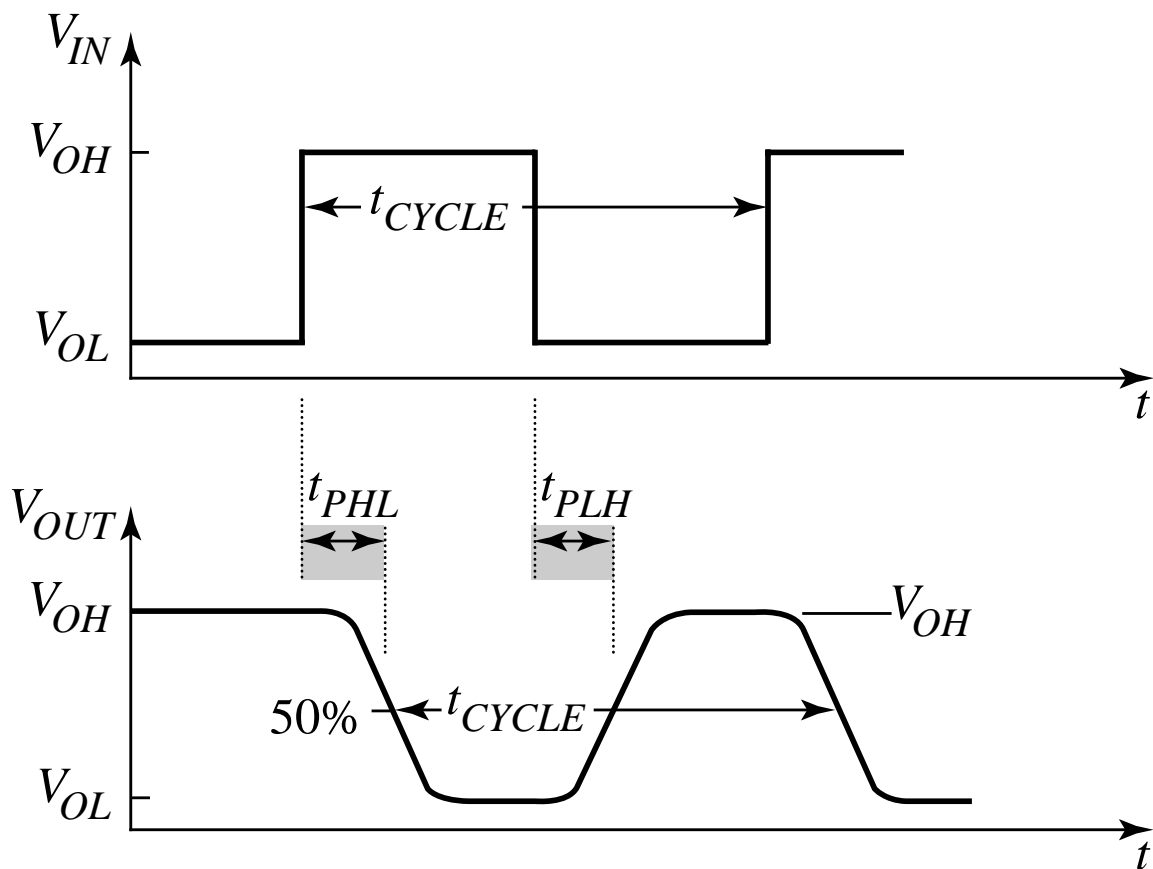 V_IN
V_OH
t_CYCLE
V_OL
t
t_PHL
t_PLH
V_OUT
V_OH
V_OH
50%
t_CYCLE
V_OL
t